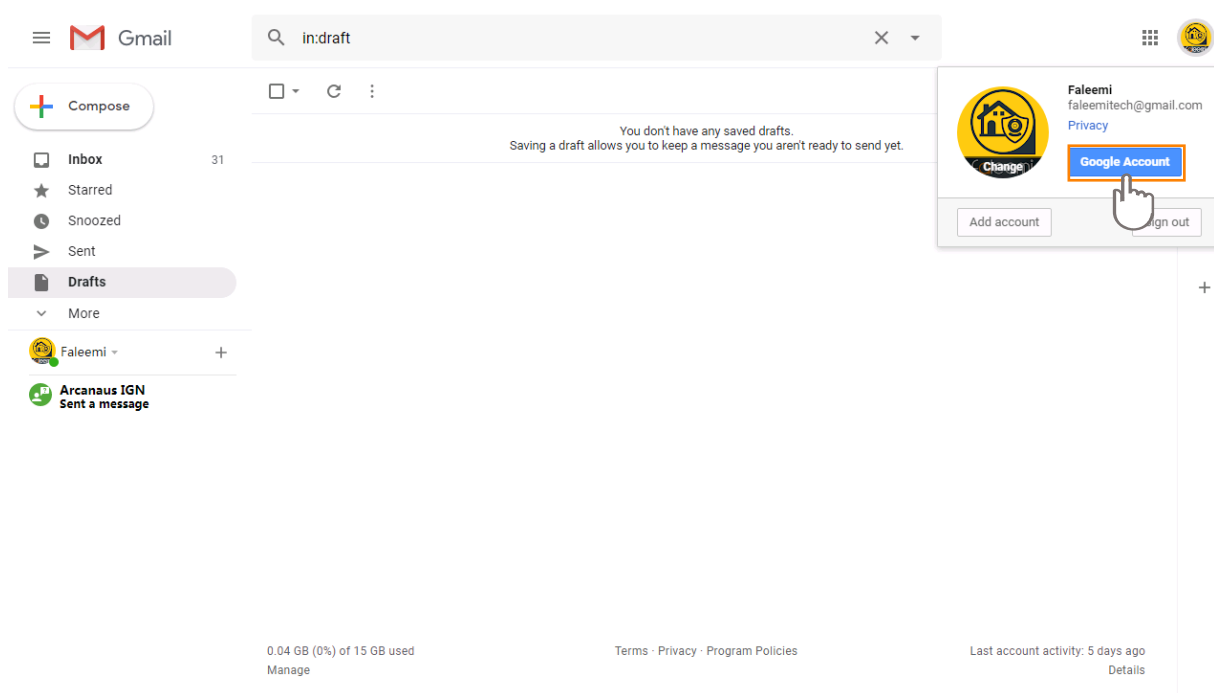 Gmail
in:draft
Compose
Inbox 31
Starred
Snoozed
Sent
Drafts
More
Faleemi
Arcanaus IGN
Sent a message
You don't have any saved drafts.
Saving a draft allows you to keep a message you aren't ready to send yet.
Faleemi
faleemitech@gmail.com
Privacy
Change
Google Account
Add account
ign out
0.04 GB (0%) of 15 GB used
Manage
Terms · Privacy · Program Policies
Last account activity: 5 days ago
Details